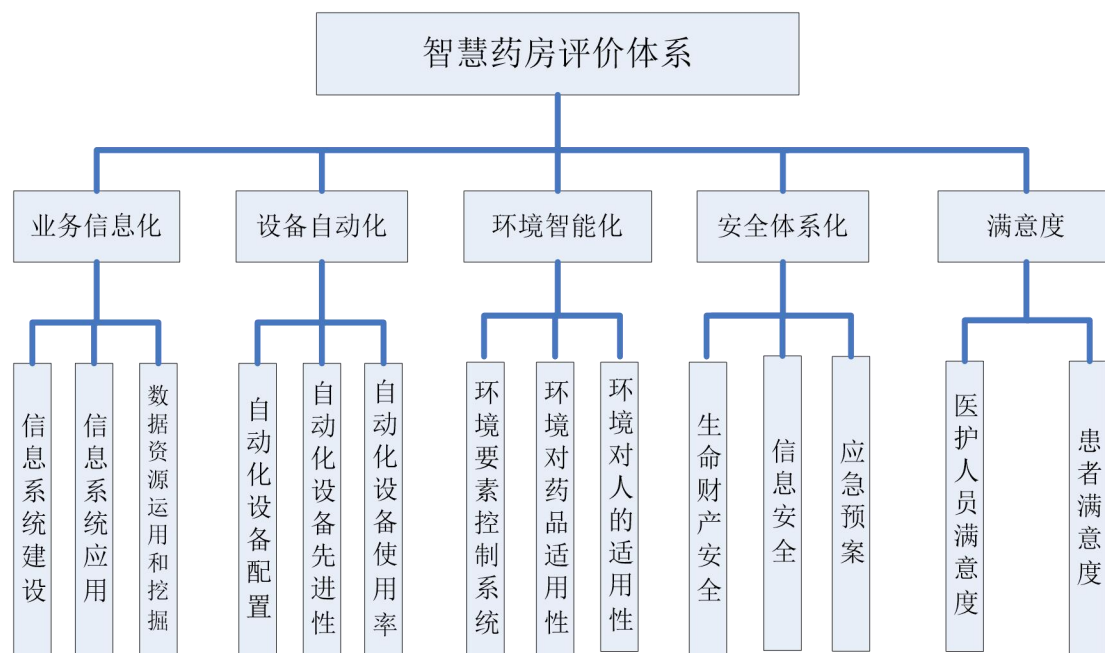 智慧药房评价体系
业务信息化
设备自动化
环境智能化
安全体系化
满意度
信息系统建设
信息系统应用
数据资源运用和挖掘
自动化设备配置
自动化设备先进性
自动化设备使用率
环境要素控制系统
环境对药品适用性
环境对人的适用性
生命财产安全
信息安全
应急预案
医护人员满意度
患者满意度